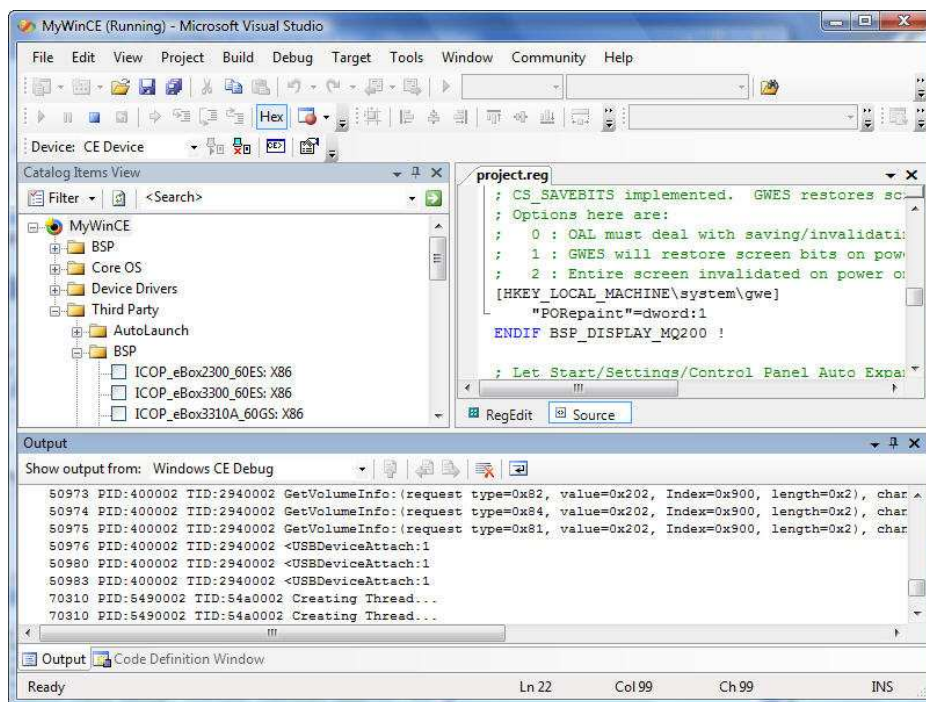 MyWinCE (Running) - Microsoft Visual Studio
File Edit View Project Build Debug Target Tools Window Community Help
Hex
Device: CE Device
Catalog Items View
Filter <Search>
MyWinCE
BSP
Core OS
Device Drivers
Third Party
AutoLaunch
BSP
ICOP_eBox2300_60ES: X86
ICOP_eBox3300_60ES: X86
ICOP_eBox3310A_60GS: X86
project.reg
; CS_SAVEBITS implemented. GWES restores sc
; Options here are:
; 0 : OAL must deal with saving/invalidati
; 1 : GWES will restore screen bits on pow
; 2 : Entire screen invalidated on power o
[HKEY_LOCAL_MACHINE\system\gwe]
"PORepaint"=dword:1
ENDIF BSP_DISPLAY_MQ200 !
; Let Start/Settings/Control Panel Auto Expa
RegEdit Source
Output
Show output from: Windows CE Debug
50973 PID:400002 TID:2940002 GetVolumeInfo:(request type=0x82, value=0x202, Index=0x900, length=0x2), char
50974 PID:400002 TID:2940002 GetVolumeInfo:(request type=0x84, value=0x202, Index=0x900, length=0x2), char
50975 PID:400002 TID:2940002 GetVolumeInfo:(request type=0x81, value=0x202, Index=0x900, length=0x2), char
50976 PID:400002 TID:2940002 <USBDeviceAttach:1
50980 PID:400002 TID:2940002 <USBDeviceAttach:1
50983 PID:400002 TID:2940002 <USBDeviceAttach:1
70310 PID:5490002 TID:54a0002 Creating Thread...
70310 PID:5490002 TID:54a0002 Creating Thread...
Output Code Definition Window
Ready Ln 22 Col 99 Ch 99 INS